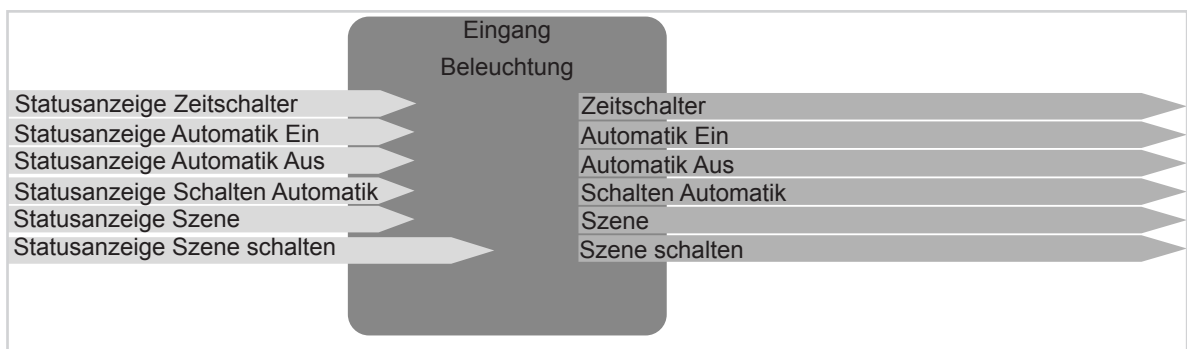 Eingang
Beleuchtung
Statusanzeige Zeitschalter
Statusanzeige Automatik Ein
Statusanzeige Automatik Aus
Statusanzeige Schalten Automatik
Statusanzeige Szene
Statusanzeige Szene schalten
Zeitschalter
Automatik Ein
Automatik Aus
Schalten Automatik
Szene
Szene schalten